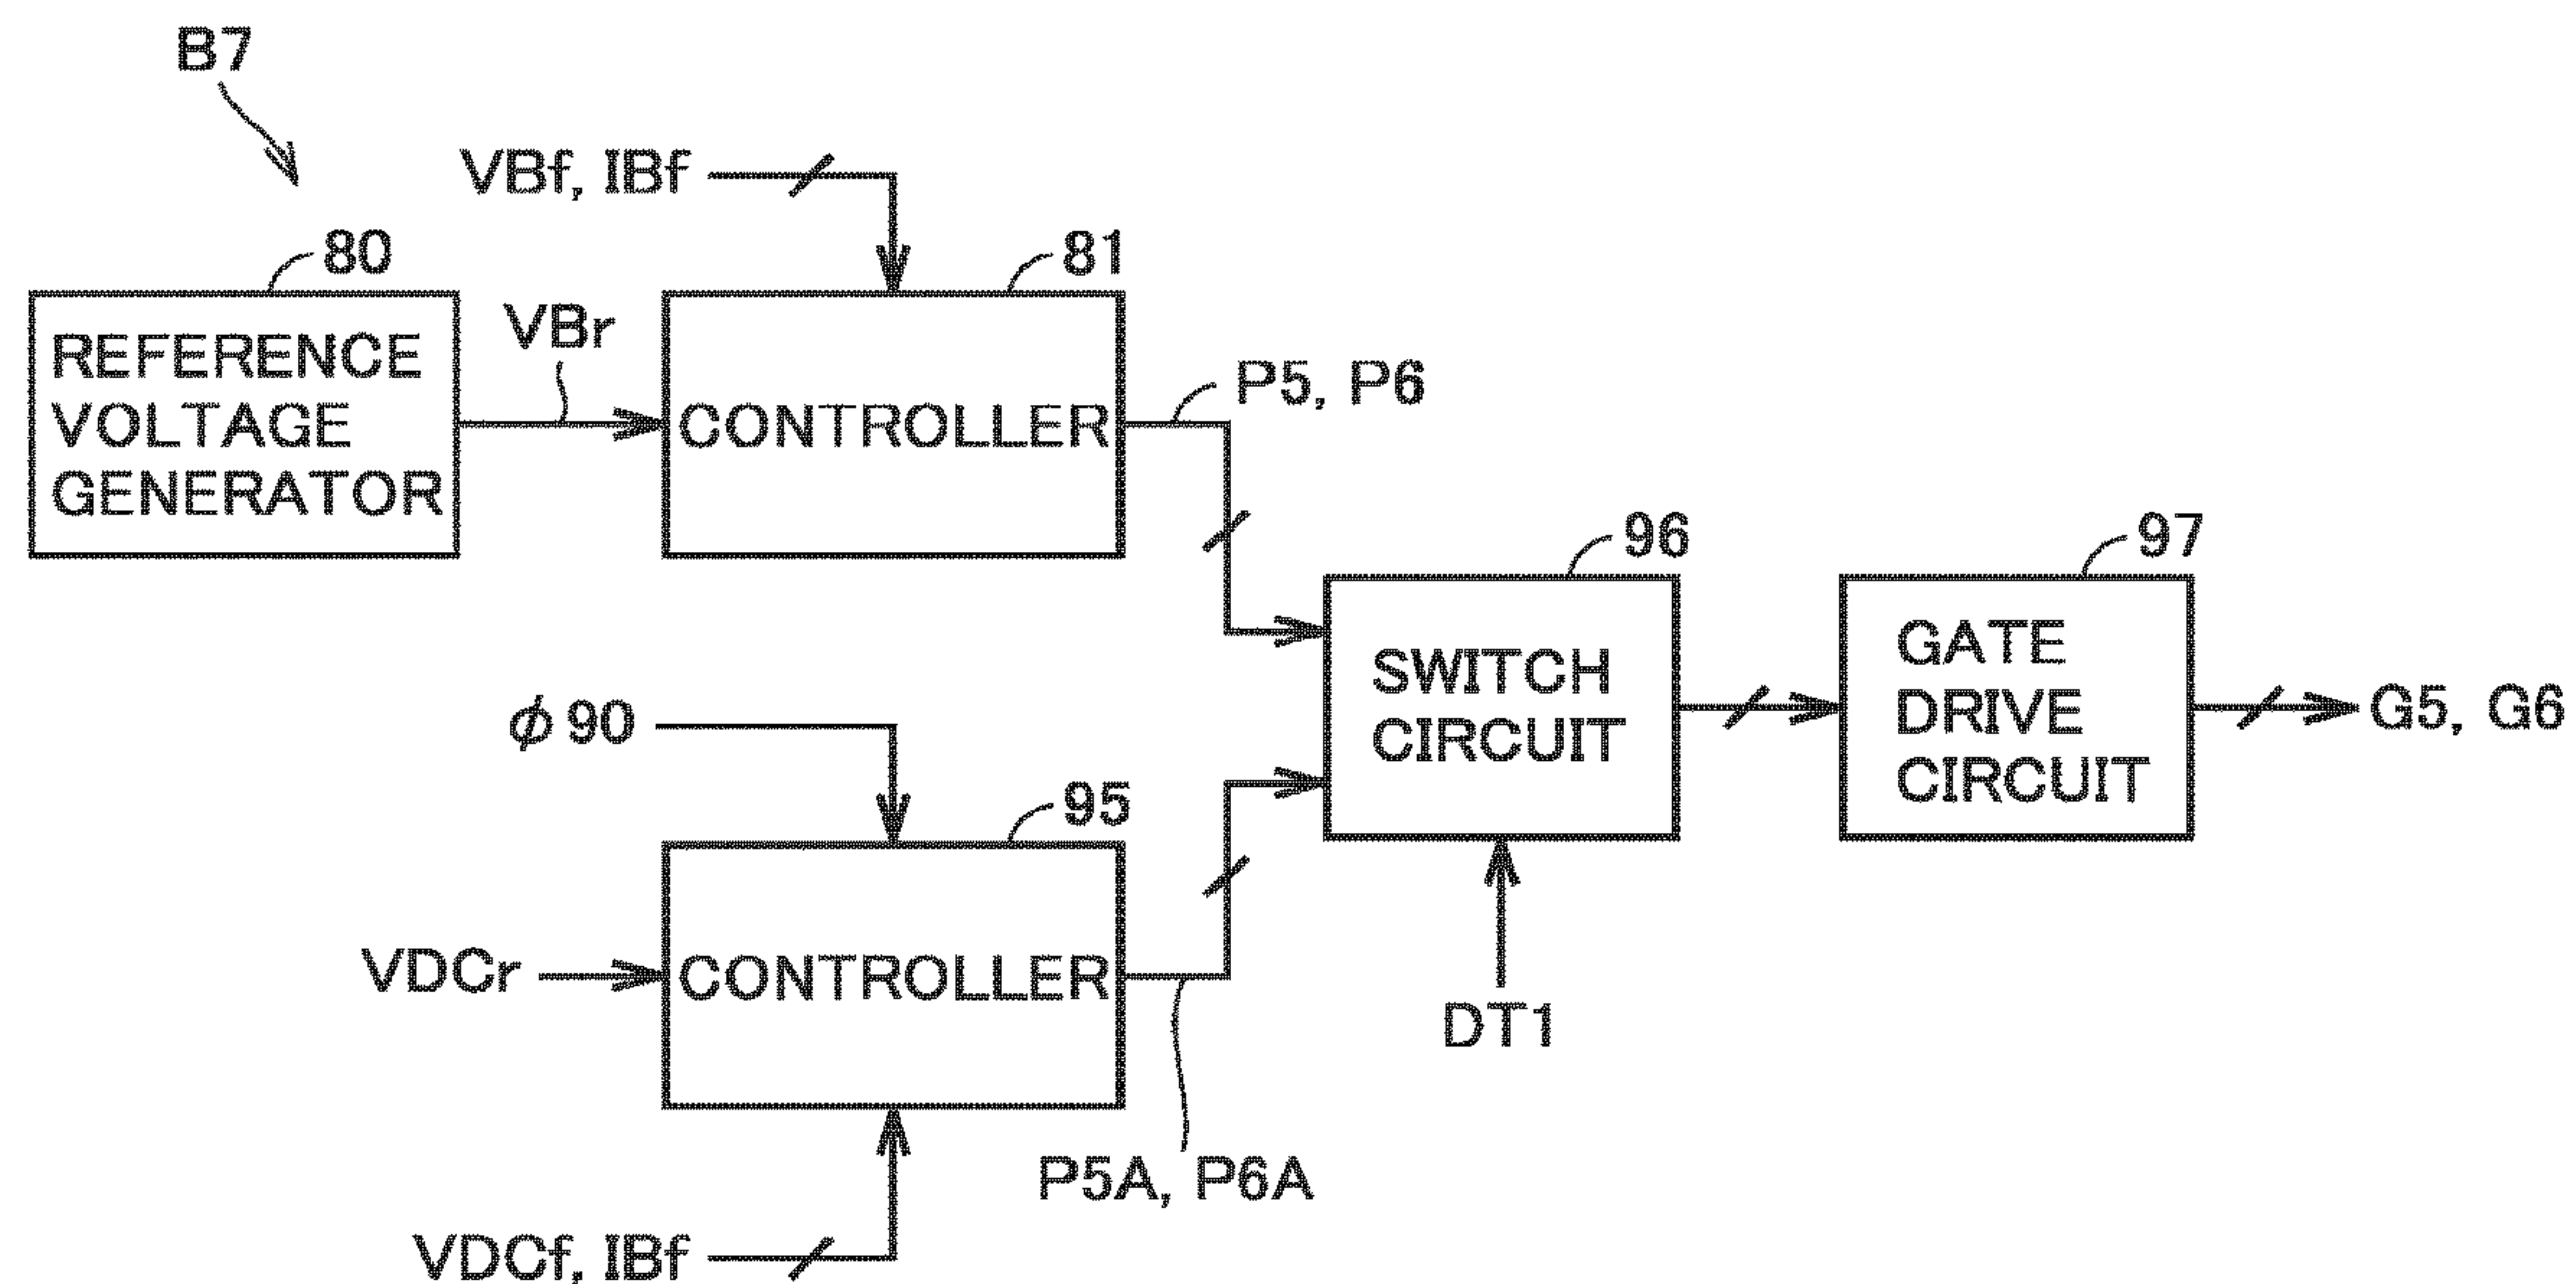 B7
VBf, IBf
80
81
REFERENCE
VOLTAGE
GENERATOR
VBr
CONTROLLER
P5, P6
96
97
SWITCH
CIRCUIT
GATE
DRIVE
CIRCUIT
G5, G6
ϕ90
95
VDCr
CONTROLLER
DT1
P5A, P6A
VDCf, IBf